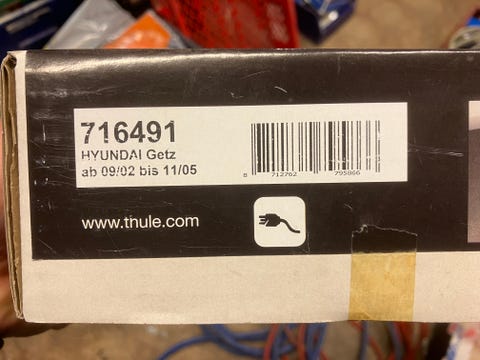 716491
HYUNDAI Getz
ab 09/02 bis 11/05
8 712762 795866
www.thule.com